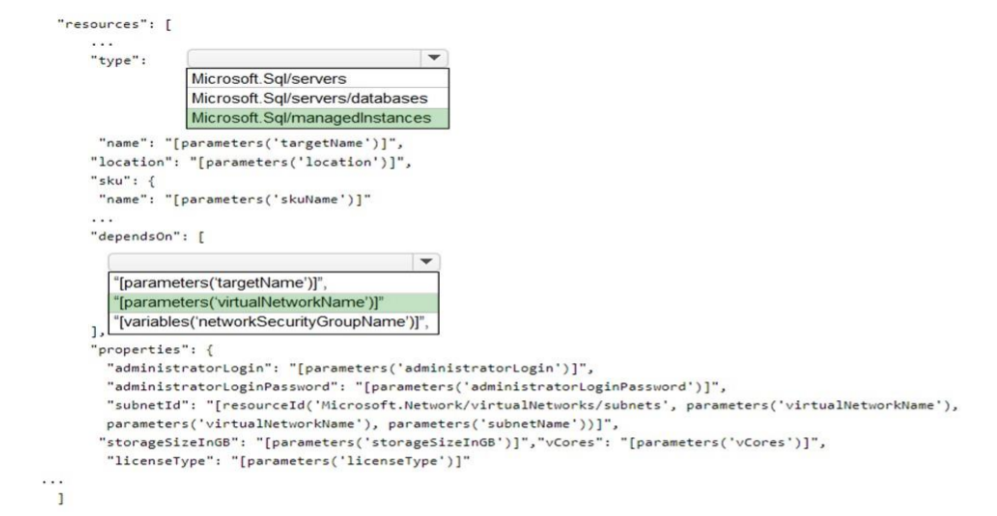 "resources": [
...
"type":
Microsoft.Sql/servers
Microsoft.Sql/servers/databases
Microsoft.Sql/managedInstances
"name": "[parameters('targetName')]",
"location": "[parameters('location')]",
"sku": {
"name": "[parameters('skuName')]"
...
"dependsOn": [
"[parameters('targetName')]",
"[parameters('virtualNetworkName')]"
"[variables('networkSecurityGroupName')]",
],
"properties": {
"administratorLogin": "[parameters('administratorLogin')]",
"administratorLoginPassword": "[parameters('administratorLoginPassword')]",
"subnetId": "[resourceId('Microsoft.Network/virtualNetworks/subnets', parameters('virtualNetworkName'),
parameters('virtualNetworkName'), parameters('subnetName'))]",
"storageSizeInGB": "[parameters('storageSizeInGB')]","vCores": "[parameters('vCores')]",
"licenseType": "[parameters('licenseType')]"
...
]